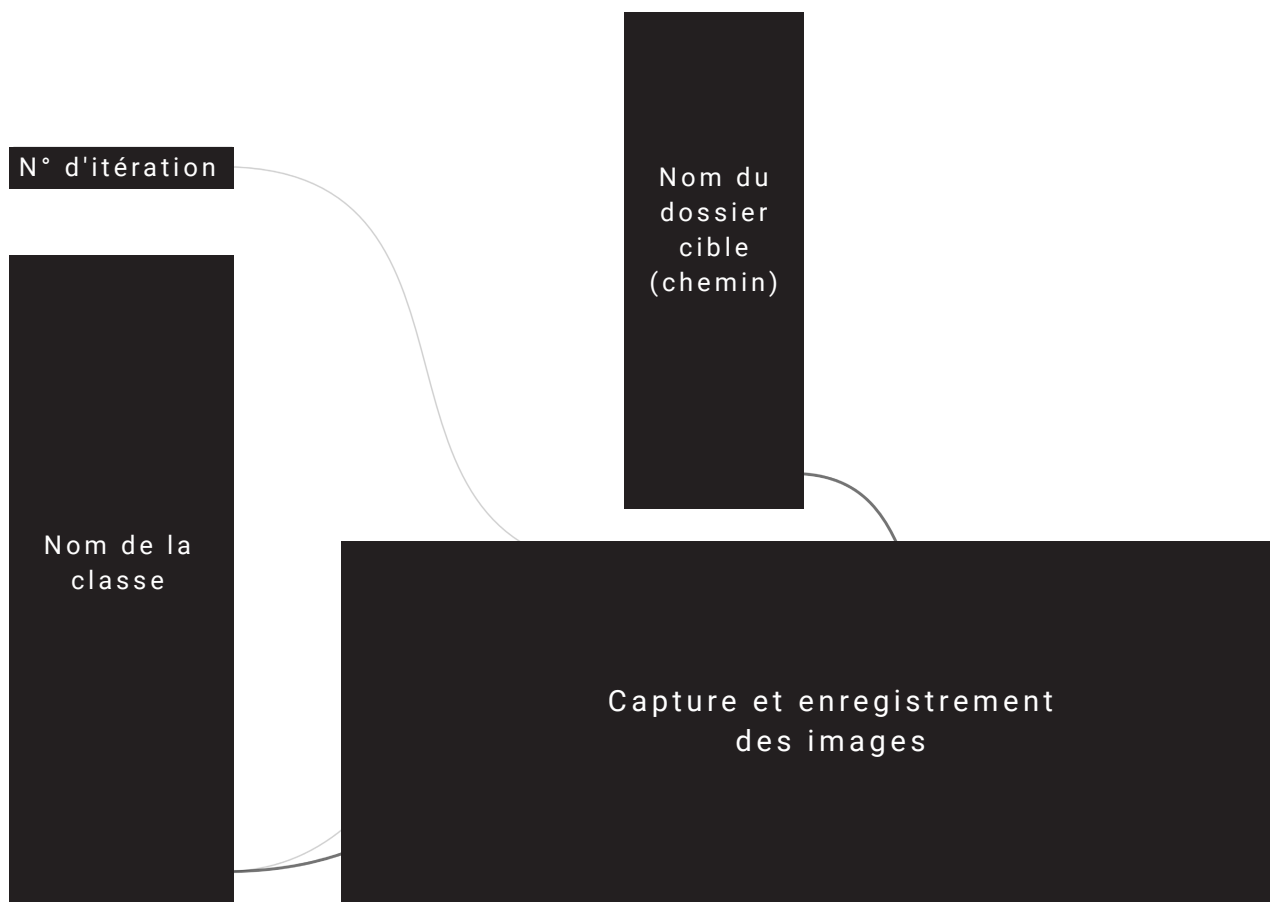 N° d'itération
Nom du
dossier
cible
(chemin)
Nom de la
classe
Capture et enregistrement
des images